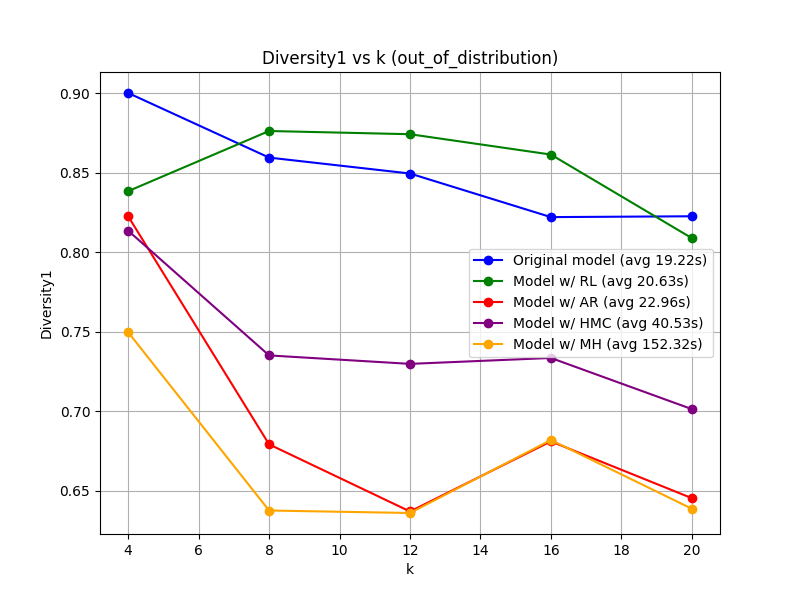 Diversity1 vs k (out_of_distribution)
0.90
0.85
0.80
0.75
0.70
0.65
Diversity1
Original model (avg 19.22s)
Model w/ RL (avg 20.63s)
Model w/ AR (avg 22.96s)
Model w/ HMC (avg 40.53s)
Model w/ MH (avg 152.32s)
4 6 8 10 12 14 16 18 20
k